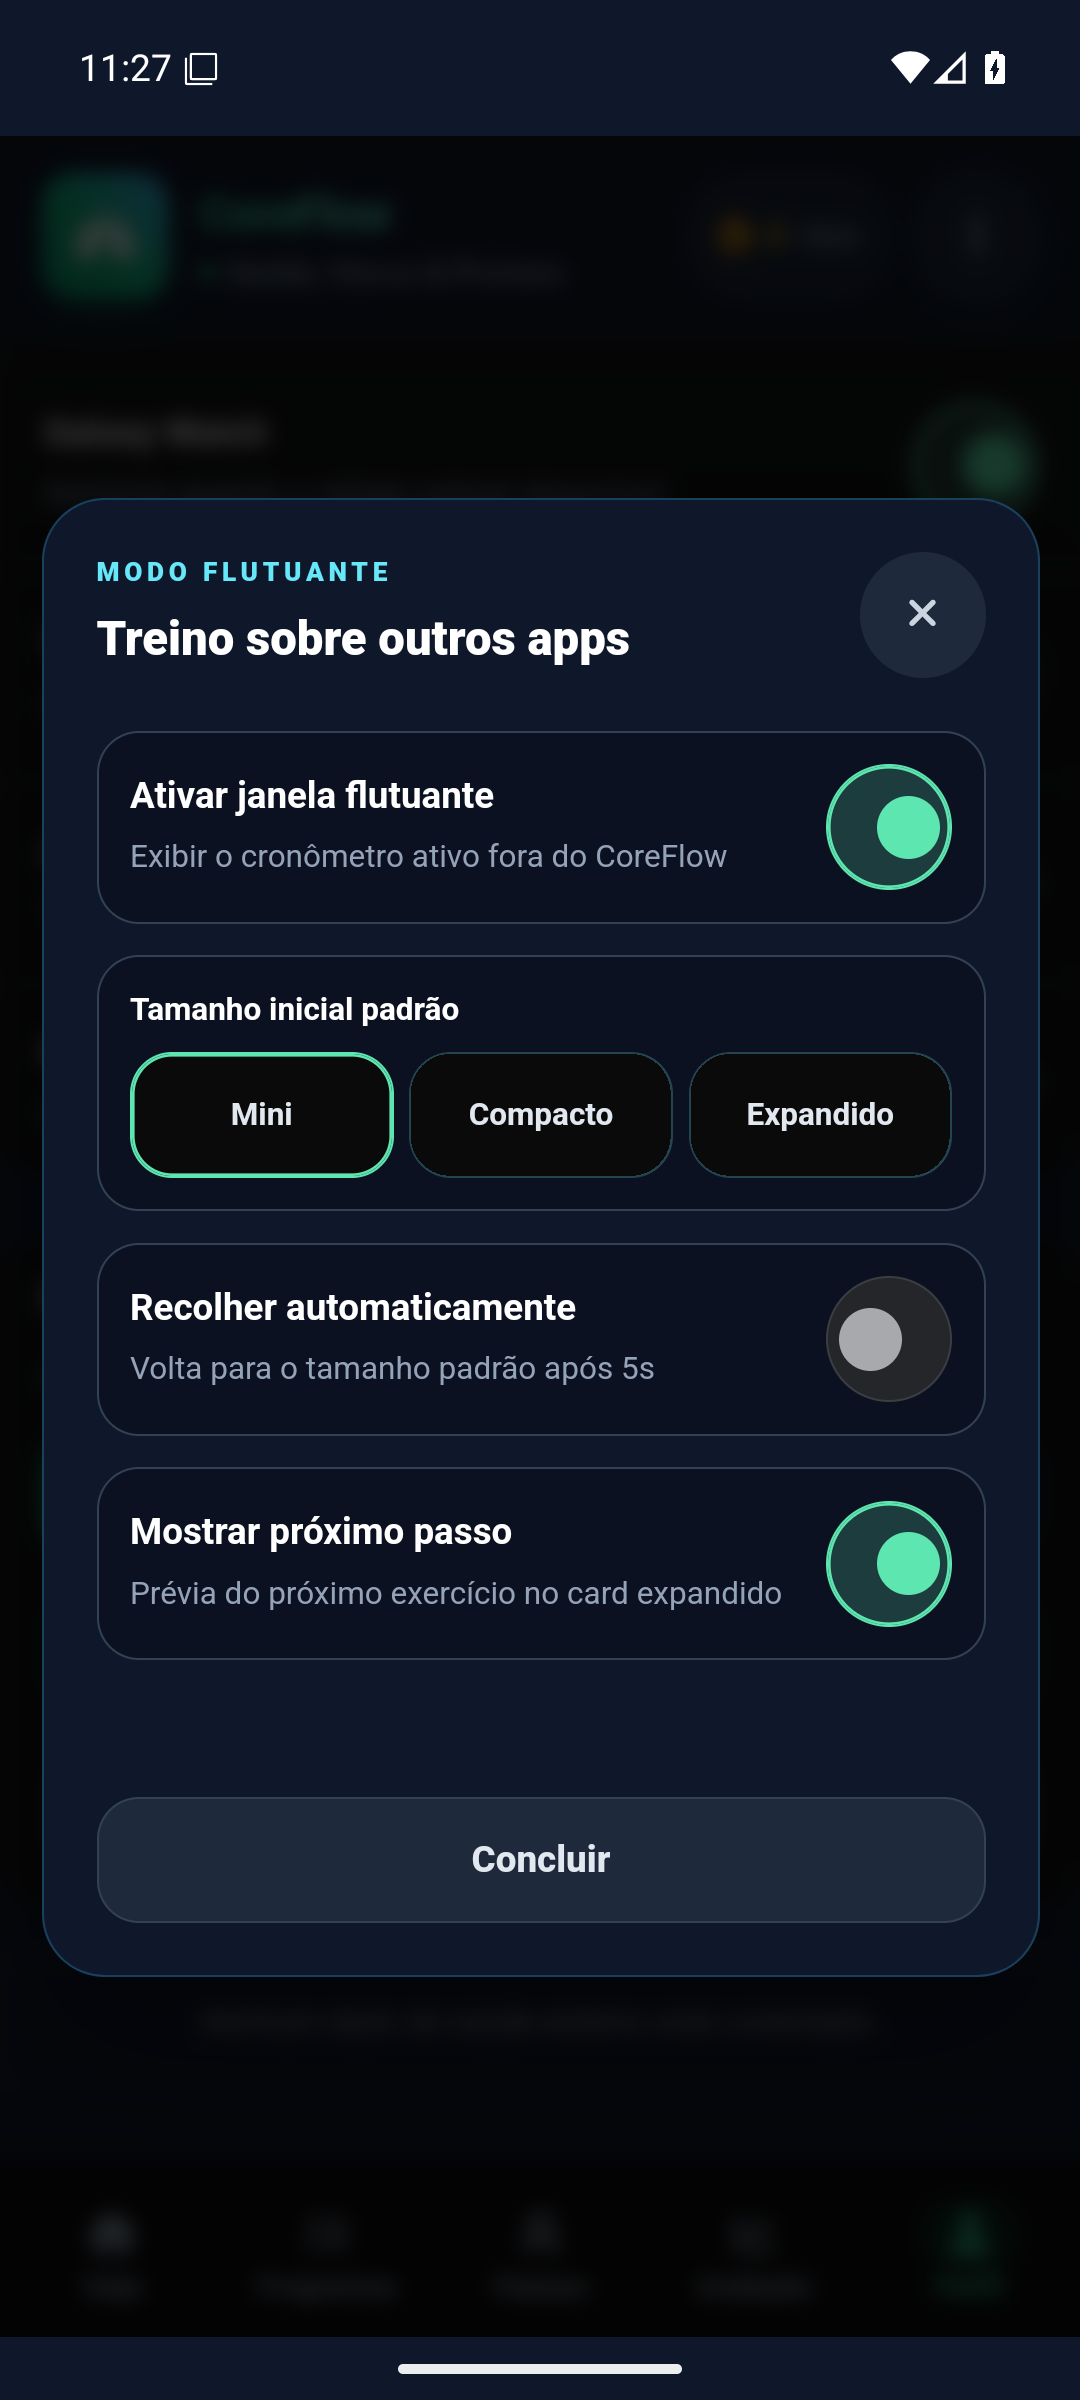 11:27
MODO FLUTUANTE
Treino sobre outros apps
Ativar janela flutuante
Exibir o cronômetro ativo fora do CoreFlow
Tamanho inicial padrão
Mini
Compacto
Expandido
Recolher automaticamente
Volta para o tamanho padrão após 5s
Mostrar próximo passo
Prévia do próximo exercício no card expandido
Concluir